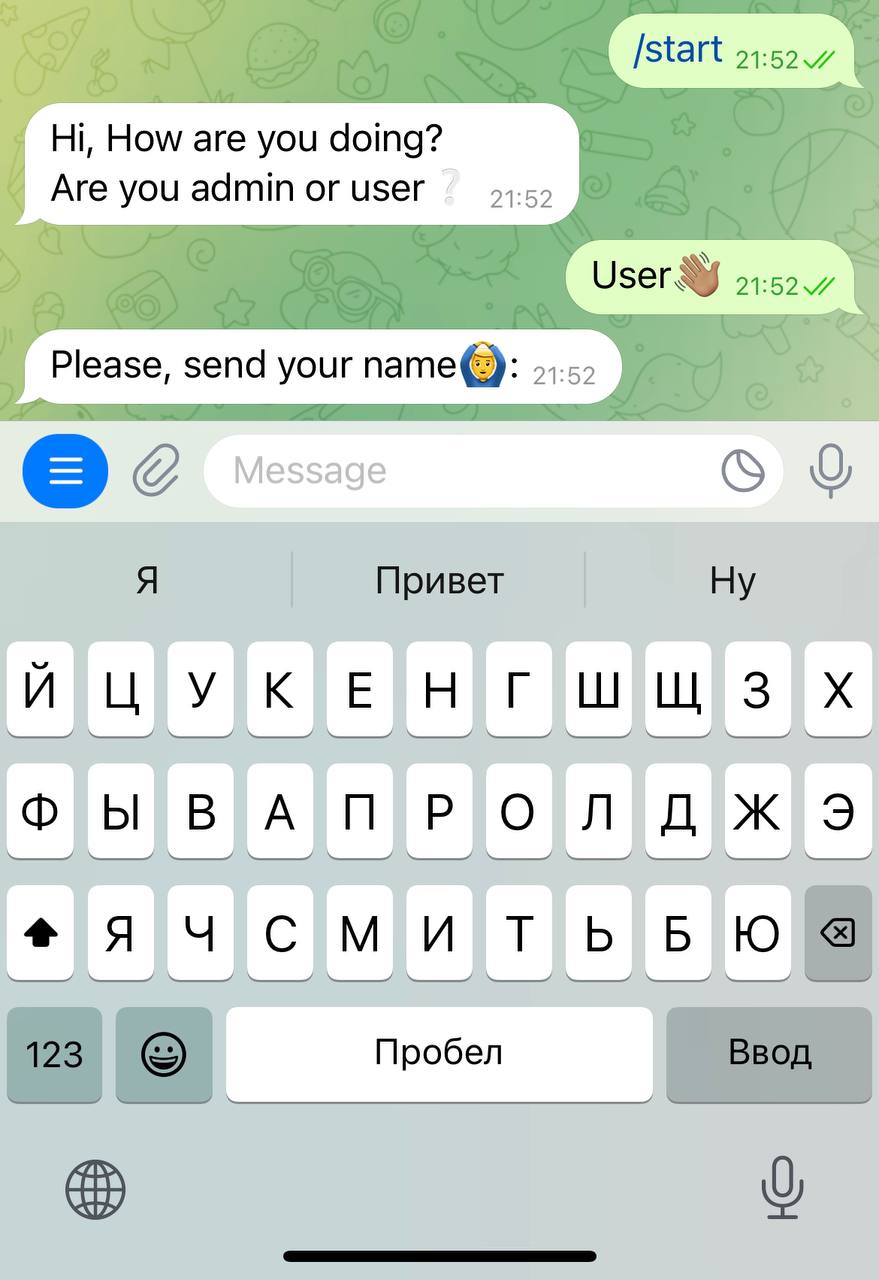 /start 21:52
Hi, How are you doing?
Are you admin or user❔ 21:52
User👋🏽 21:52
Please, send your name🙆‍♂️: 21:52
Message
Я Привет Ну
Й Ц У К Е Н Г Ш Щ З Х
Ф Ы В А П Р О Л Д Ж Э
Я Ч С М И Т Ь Б Ю
123 Пробел Ввод